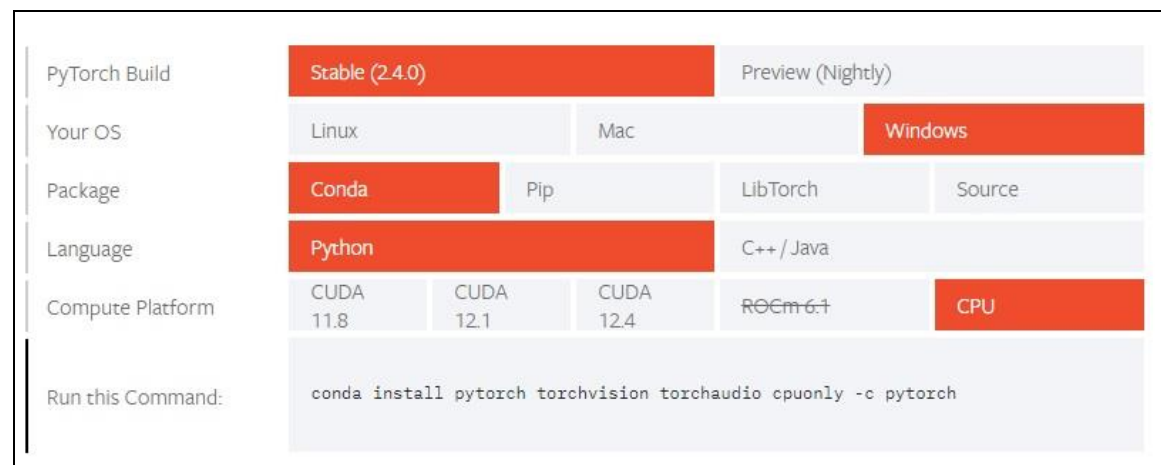 PyTorch Build
Stable (2.4.0)
Preview (Nightly)
Your OS
Linux
Mac
Windows
Package
Conda
Pip
LibTorch
Source
Language
Python
C++ / Java
Compute Platform
CUDA
11.8
CUDA
12.1
CUDA
12.4
ROCm 6.1
CPU
Run this Command:
conda install pytorch torchvision torchaudio cpuonly -c pytorch